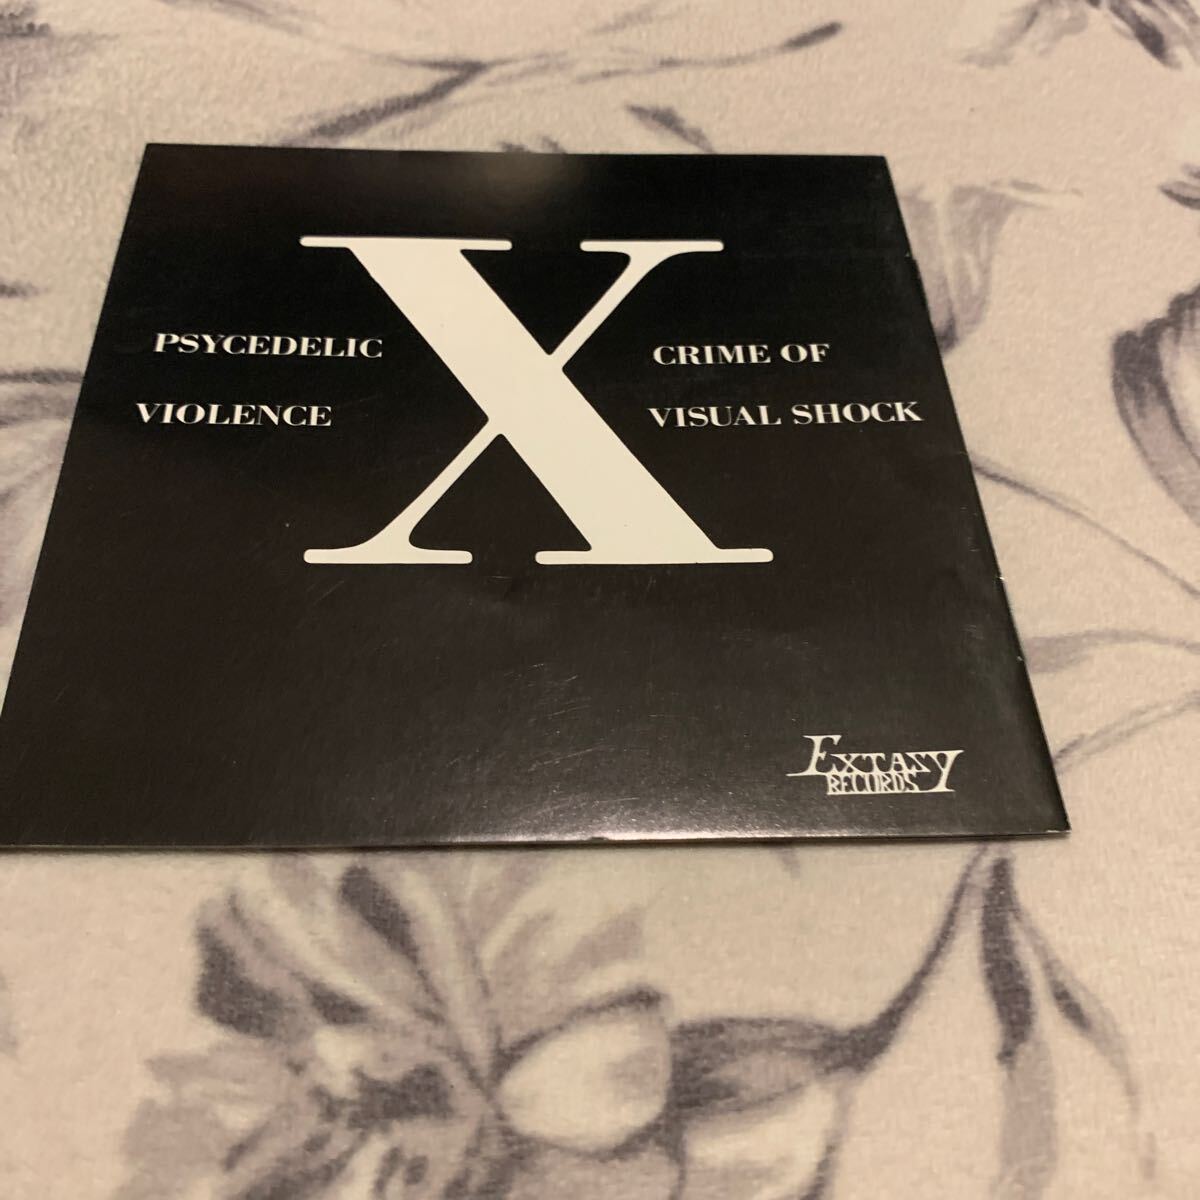 X
PSYCEDELIC
VIOLENCE
CRIME OF
VISUAL SHOCK
EXTASY
RECORDS